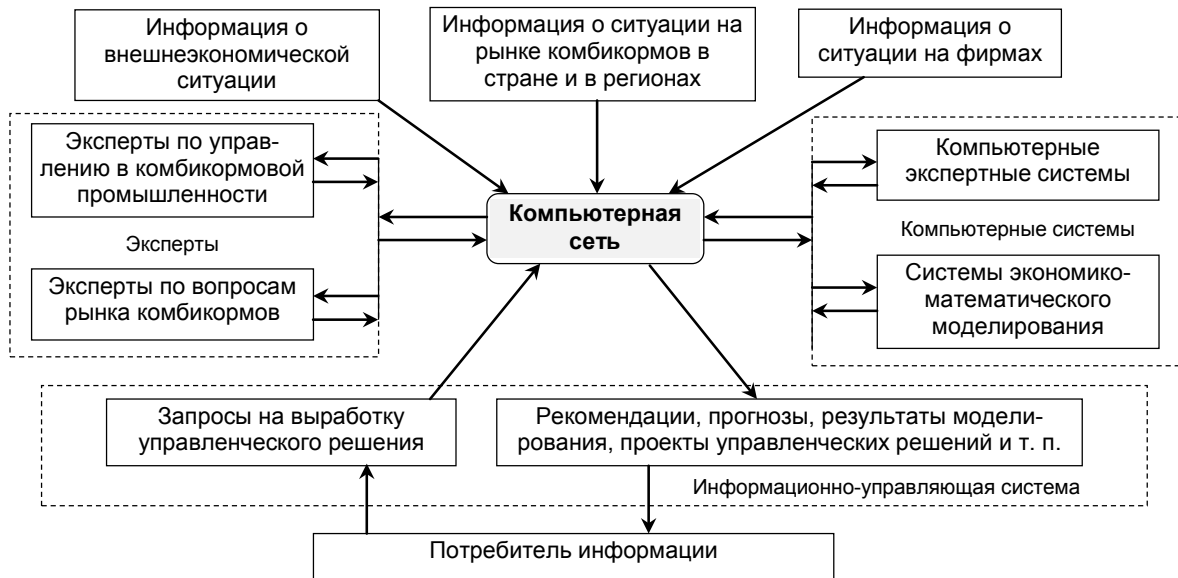 Информация о
внешнеэкономической
ситуации
Информация о ситуации на
рынке комбикормов в
стране и в регионах
Информация о
ситуации на фирмах
Эксперты по управ-
лению в комбикормовой
промышленности
Эксперты
Эксперты по вопросам
рынка комбикормов
Компьютерная
сеть
Компьютерные
экспертные системы
Компьютерные системы
Системы экономико-
математического
моделирования
Запросы на выработку
управленческого решения
Рекомендации, прогнозы, результаты модели-
рования, проекты управленческих решений и т. п.
Информационно-управляющая система
Потребитель информации